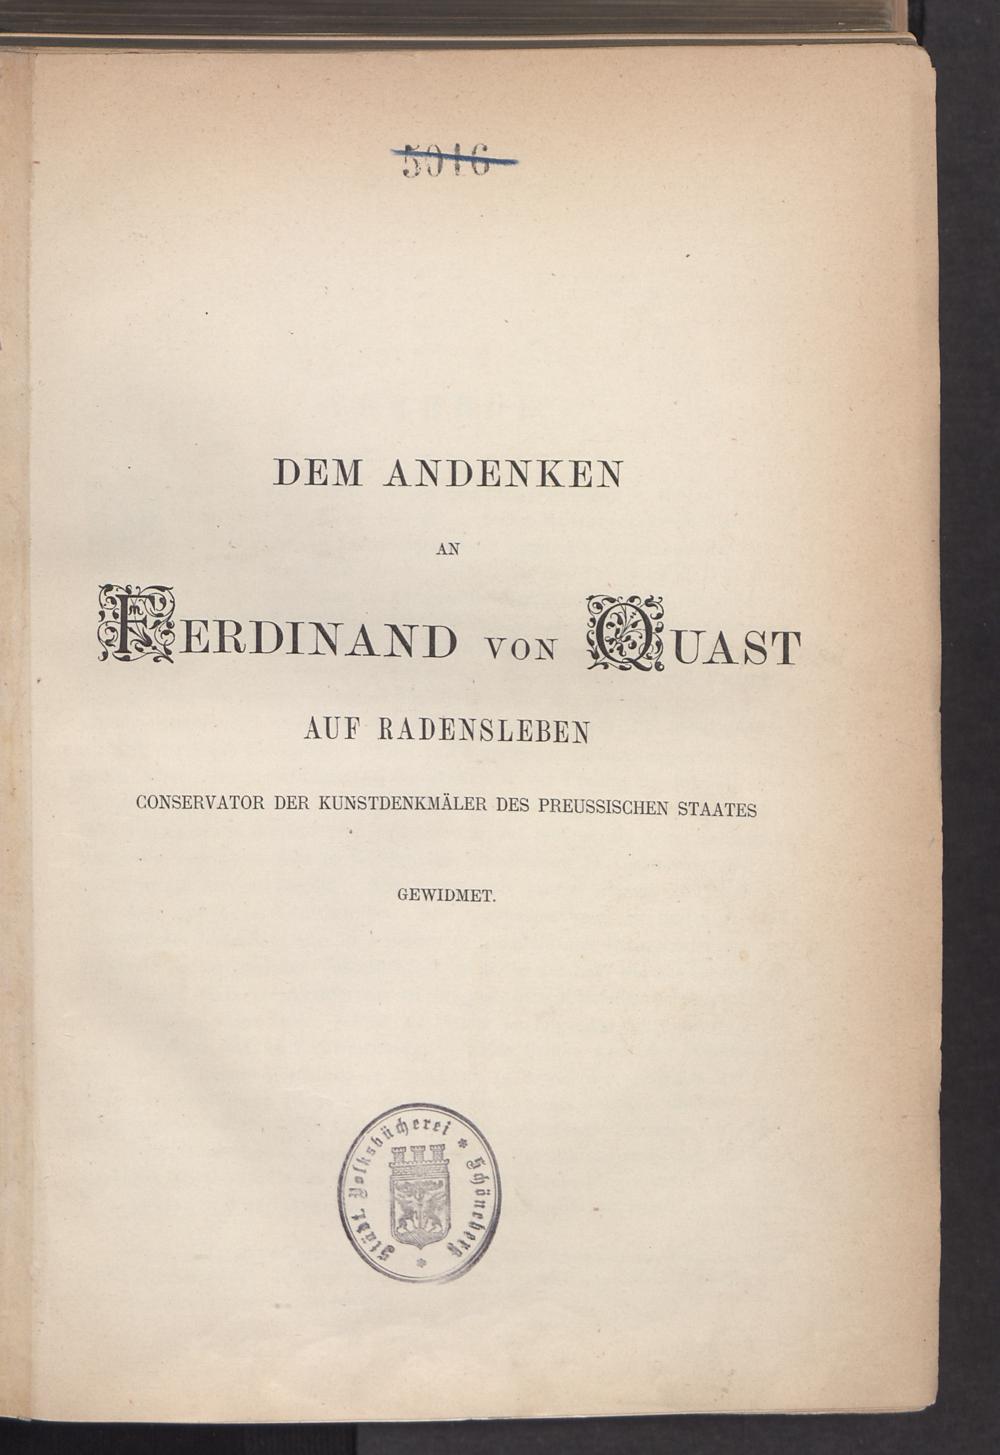 5016
DEM ANDENKEN
AN
FERDINAND VON QUAST
AUF RADENSLEBEN
CONSERVATOR DER KUNSTDENKMÄLER DES PREUSSISCHEN STAATES
GEWIDMET.
Städt. Volksbücherei * Schöneberg *